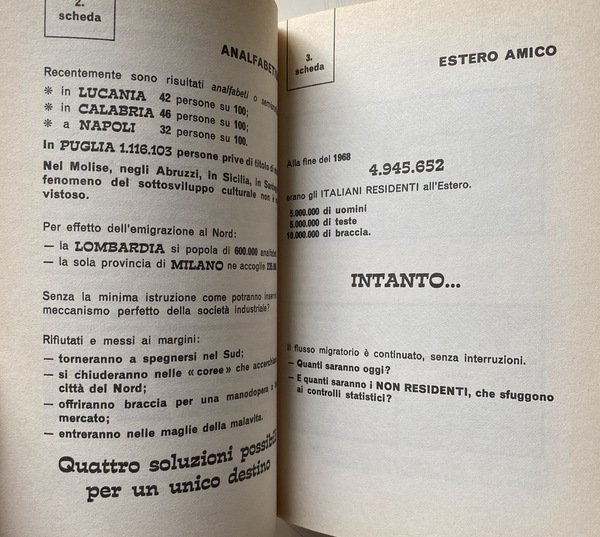 2.
scheda
ANALFABETI
Recentemente sono risultati analfabeti o
❋ in LUCANIA 42 persone su 100;
❋ in CALABRIA 46 persone su 100;
❋ a NAPOLI 32 persone su 100.
In PUGLIA 1.116.103 persone prive di titolo di
Nel Molise, negli Abruzzi, in Sicilia, in
fenomeno del sottosviluppo culturale non è
vistoso.
Per effetto dell'emigrazione al Nord:
— la LOMBARDIA si popola di 600.000
— la sola provincia di MILANO ne accoglie
Senza la minima istruzione come potranno
meccanismo perfetto della società industriale?
Rifiutati e messi ai margini:
— torneranno a spegnersi nel Sud;
— si chiuderanno nelle « coree » che
città del Nord;
— offriranno braccia per una manodopera a
mercato;
— entreranno nelle maglie della malavita.
Quattro soluzioni possibili
per un unico destino
3.
scheda
ESTERO AMICO
Alla fine del 1968
4.945.652
erano gli ITALIANI RESIDENTI all'Estero.
5.000.000 di uomini
5.000.000 di teste
10.000.000 di braccia.
INTANTO...
Il flusso migratorio è continuato, senza interruzioni.
— Quanti saranno oggi?
— E quanti saranno i NON RESIDENTI, che sfuggono
ai controlli statistici?